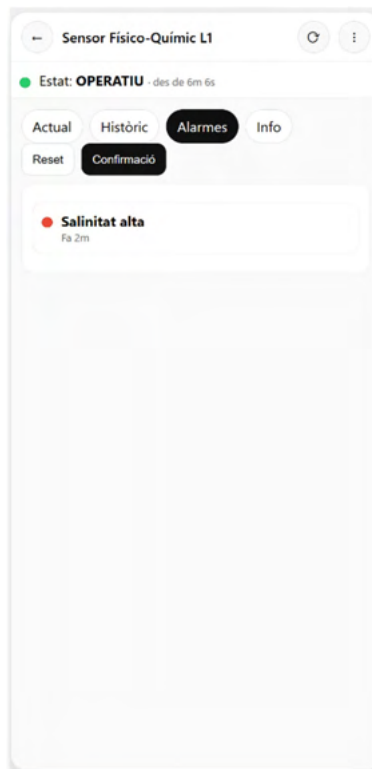 ← Sensor Físico-Químic L1
Estat: OPERATIU - des de 6m 6s
Actual Històric Alarmes Info
Reset Confirmació
Salinitat alta
Fa 2m